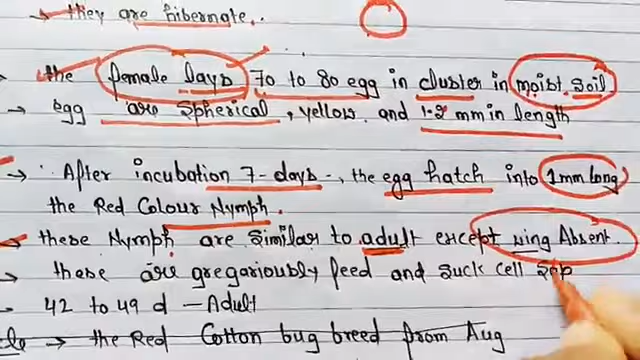 → they are hibernate.
→ the female lays 70 to 80 egg in cluster in moist soil
→ egg are spherical, yellow and 1-2 mm in length
→ After incubation 7-days, the egg hatch into 1mm long
the Red Colour Nymph.
→ these Nymph are similar to adult except wing Absent.
→ these are gregariously feed and suck cell sap
→ 42 to 49 d - Adult
→ the Red Cotton bug breed from Aug